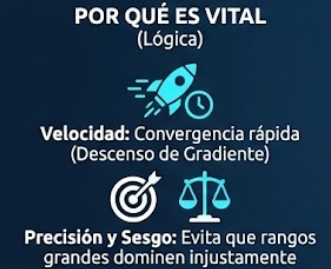 POR QUÉ ES VITAL
(Lógica)
Velocidad: Convergencia rápida
(Descenso de Gradiente)
Precisión y Sesgo: Evita que rangos
grandes dominen injustamente